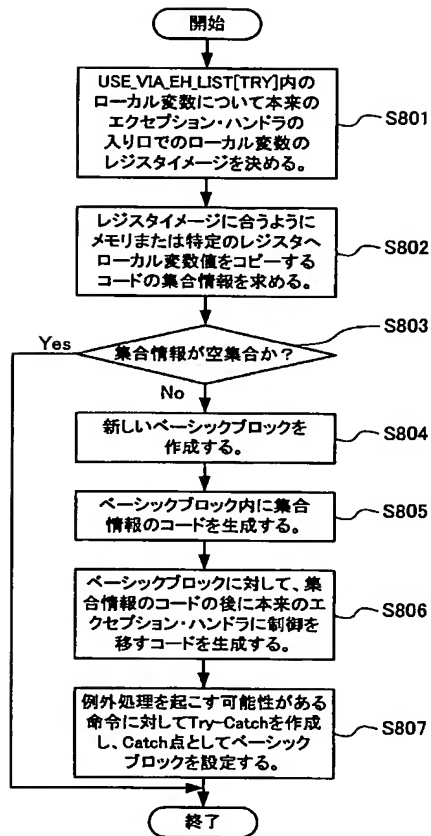 開始
USE_VIA_EH_LIST[TRY]内の
ローカル変数について本来の
エクセプション・ハンドラの
入り口でのローカル変数の
レジスタイメージを決める。
S801
レジスタイメージに合うように
メモリまたは特定のレジスタへ
ローカル変数値をコピーする
コードの集合情報を求める。
S802
S803
Yes
集合情報が空集合か？
No
新しいベーシックブロックを
作成する。
S804
ベーシックブロック内に集合
情報のコードを生成する。
S805
ベーシックブロックに対して、集
合情報のコードの後に本来のエ
クセプション・ハンドラに制御を
移すコードを生成する。
S806
例外処理を起こす可能性がある
命令に対してTry-Catchを作成
し、Catch点としてベーシック
ブロックを設定する。
S807
終了